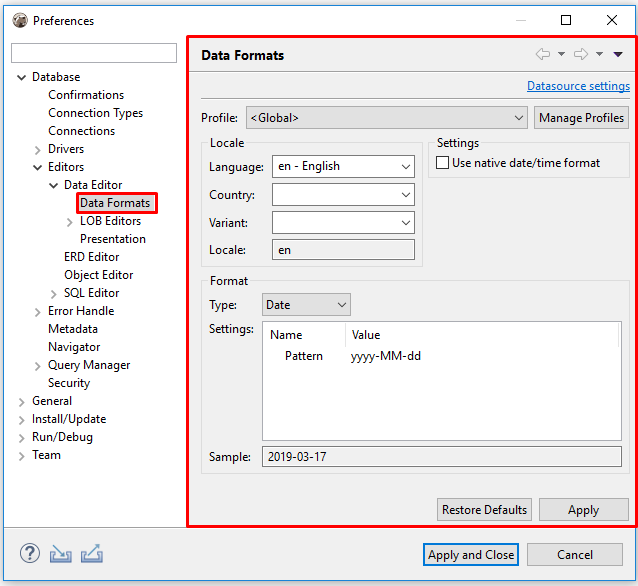 Preferences
Database
Confirmations
Connection Types
Connections
Drivers
Editors
Data Editor
Data Formats
LOB Editors
Presentation
ERD Editor
Object Editor
SQL Editor
Error Handle
Metadata
Navigator
Query Manager
Security
General
Install/Update
Run/Debug
Team
Data Formats
Datasource settings
Profile: <Global> Manage Profiles
Locale
Language: en - English
Country:
Variant:
Locale: en
Settings
Use native date/time format
Format
Type: Date
Settings:
Name Value
Pattern yyyy-MM-dd
Sample: 2019-03-17
Restore Defaults Apply
? Apply and Close Cancel